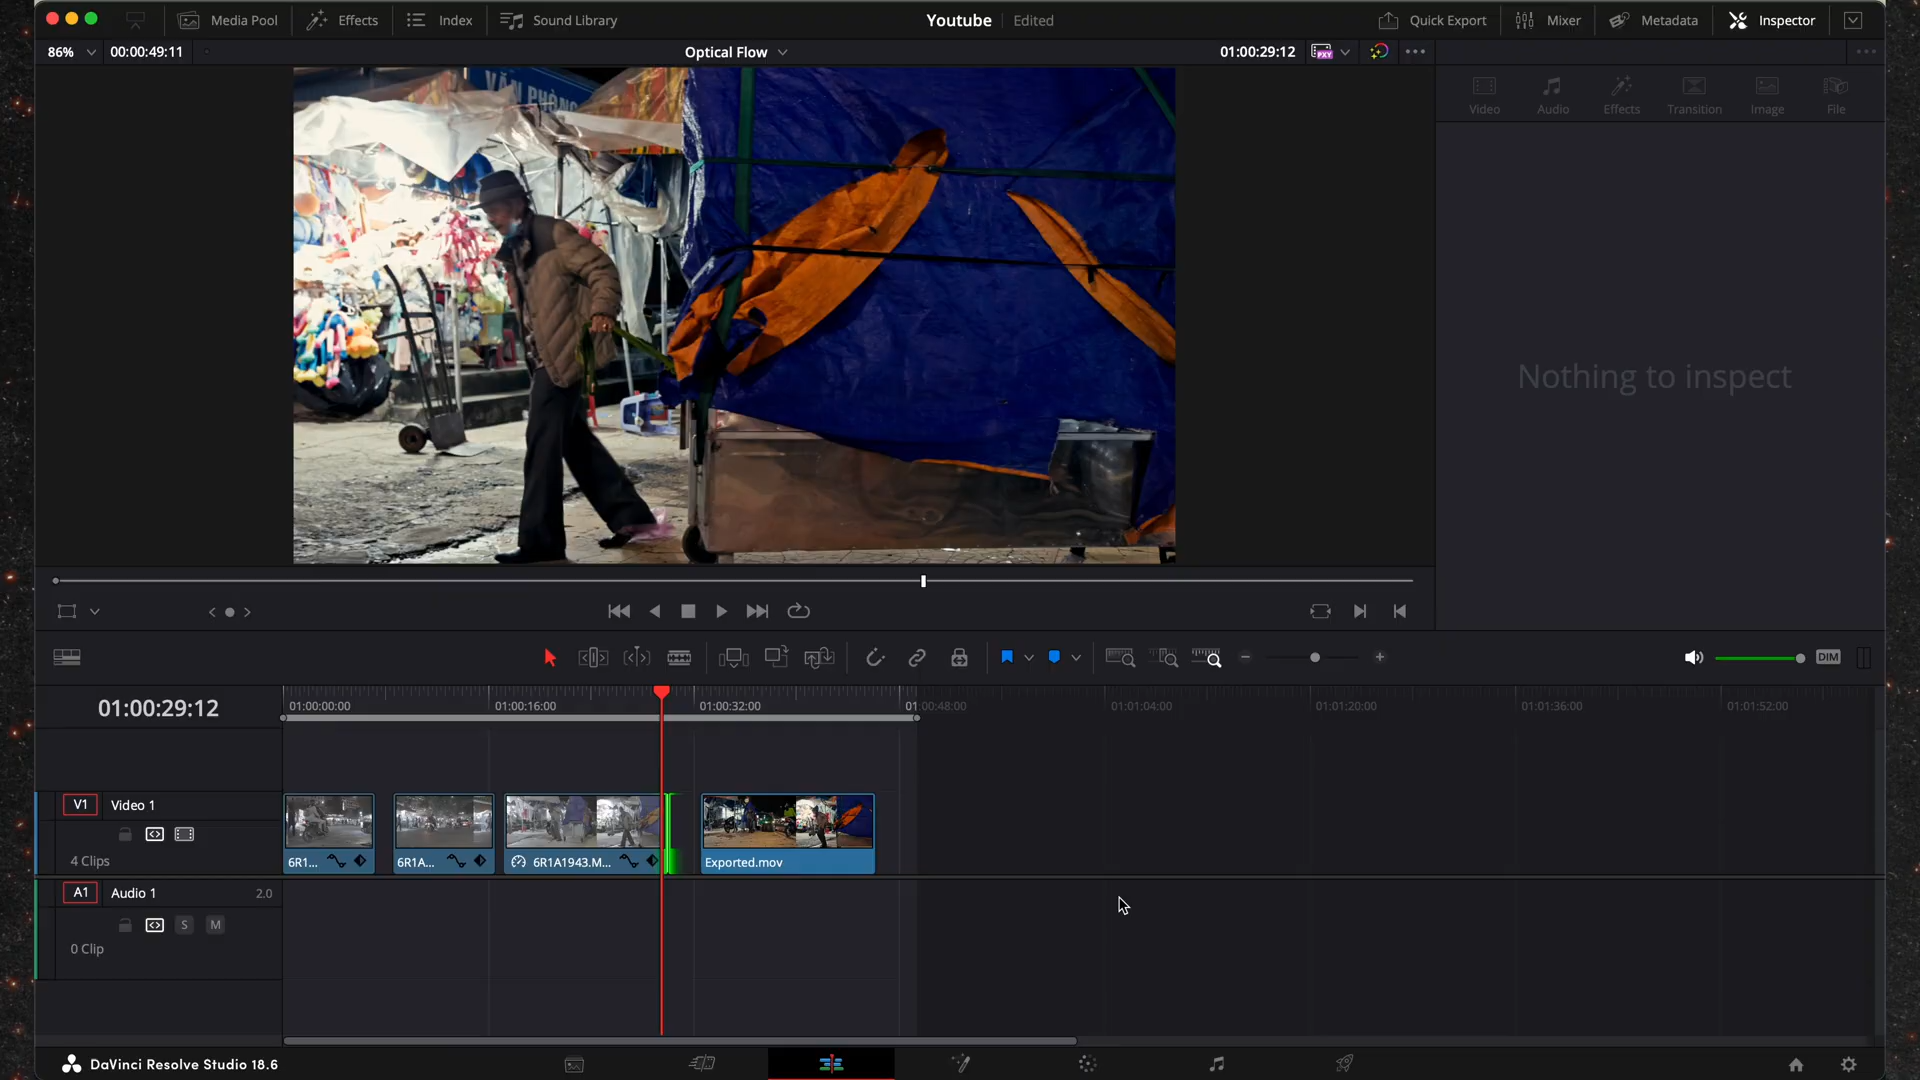 Media Pool
Effects
Index
Sound Library
Youtube
Edited
Quick Export
Mixer
Metadata
Inspector
86%
00:00:49:11
Optical Flow
01:00:29:12
PXY
Video
Audio
Effects
Transition
Image
File
VĂN PHÒNG
Nothing to inspect
DIM
01:00:29:12
01:00:00:00
01:00:16:00
01:00:32:00
01:00:48:00
01:01:04:00
01:01:20:00
01:01:36:00
01:01:52:00
V1
Video 1
4 Clips
6R1...
6R1A...
6R1A1943.M...
Exported.mov
A1
Audio 1
2.0
S
M
0 Clip
DaVinci Resolve Studio 18.6